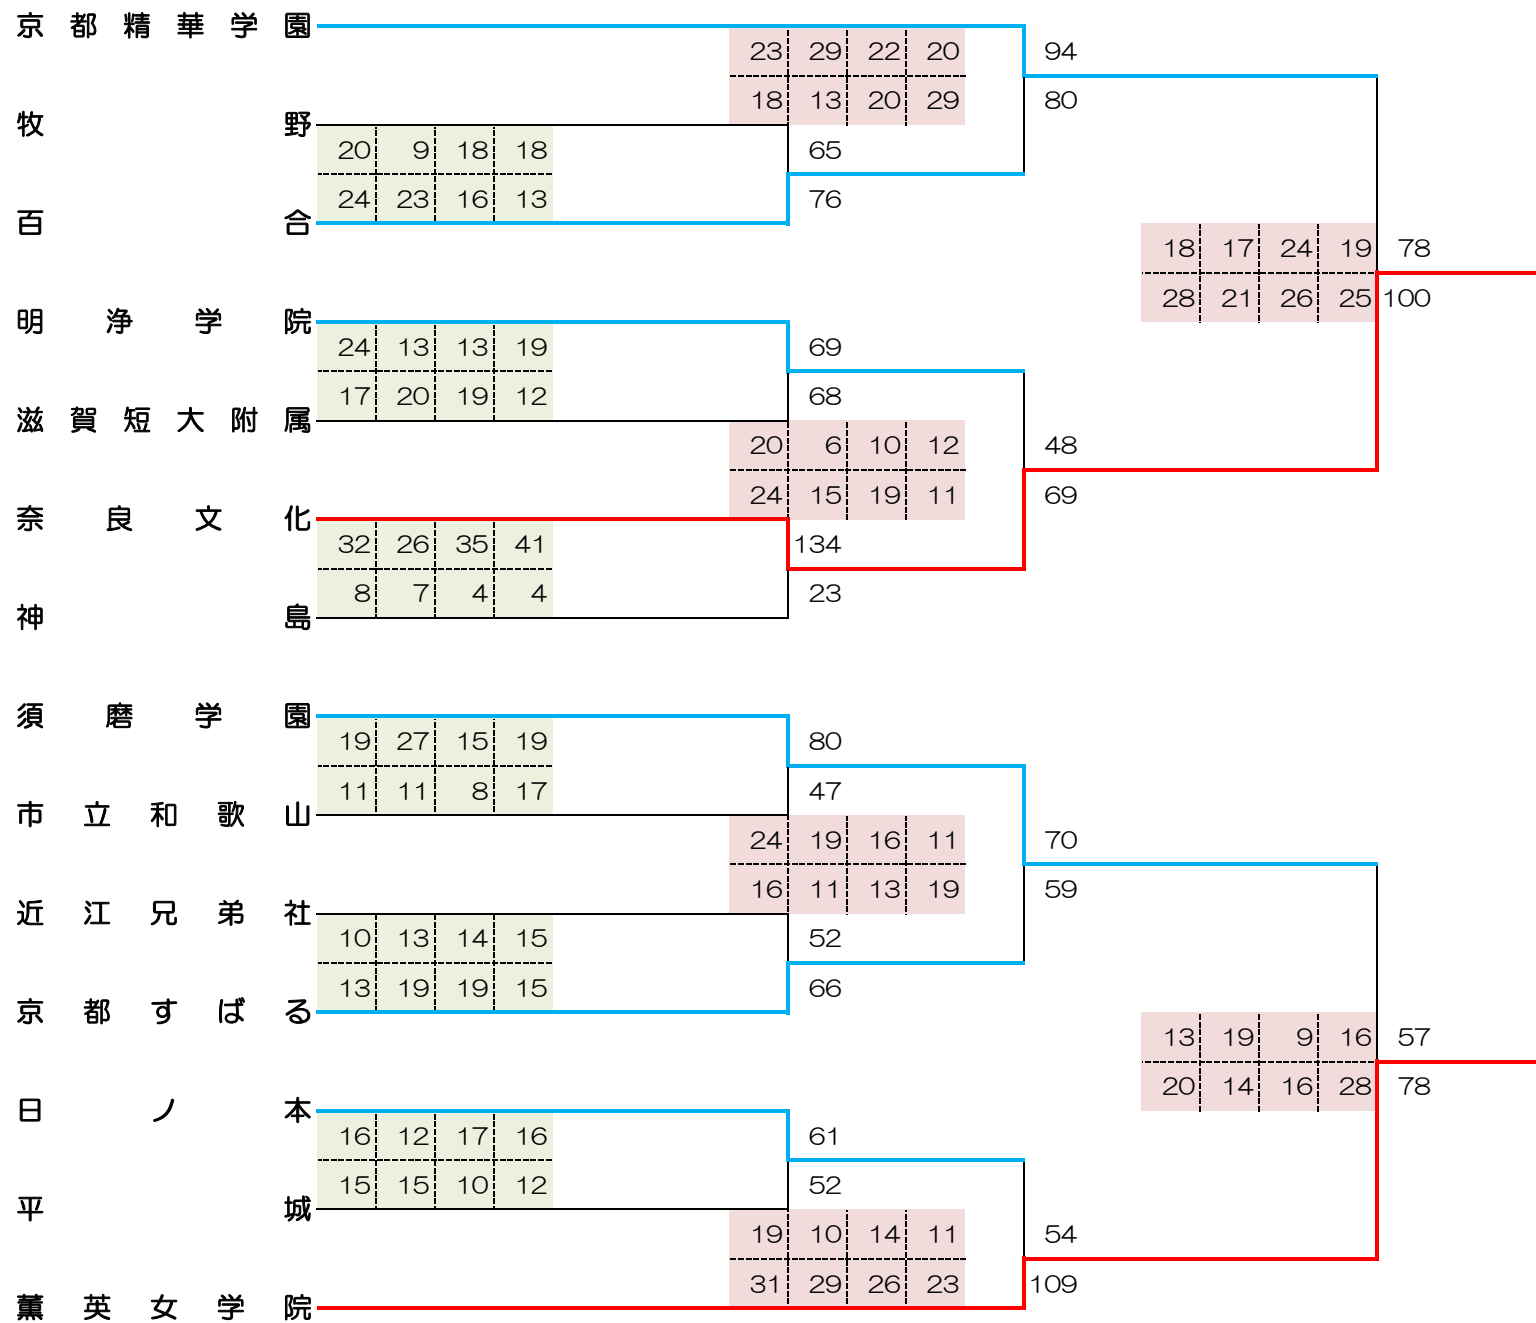 京都精華学園
23 29 22 20 94
18 13 20 29 80
牧野
20 9 18 18 65
24 23 16 13 76
百合
18 17 24 19 78
28 21 26 25 100
明浄学院
24 13 13 19 69
17 20 19 12 68
滋賀短大附属
20 6 10 12 48
24 15 19 11 69
奈良文化
32 26 35 41 134
8 7 4 4 23
神島
須磨学園
19 27 15 19 80
11 11 8 17 47
市立和歌山
24 19 16 11 70
16 11 13 19 59
近江兄弟社
10 13 14 15 52
13 19 19 15 66
京都すばる
13 19 9 16 57
20 14 16 28 78
日ノ本
16 12 17 16 61
15 15 10 12 52
平城
19 10 14 11 54
31 29 26 23 109
薫英女学院